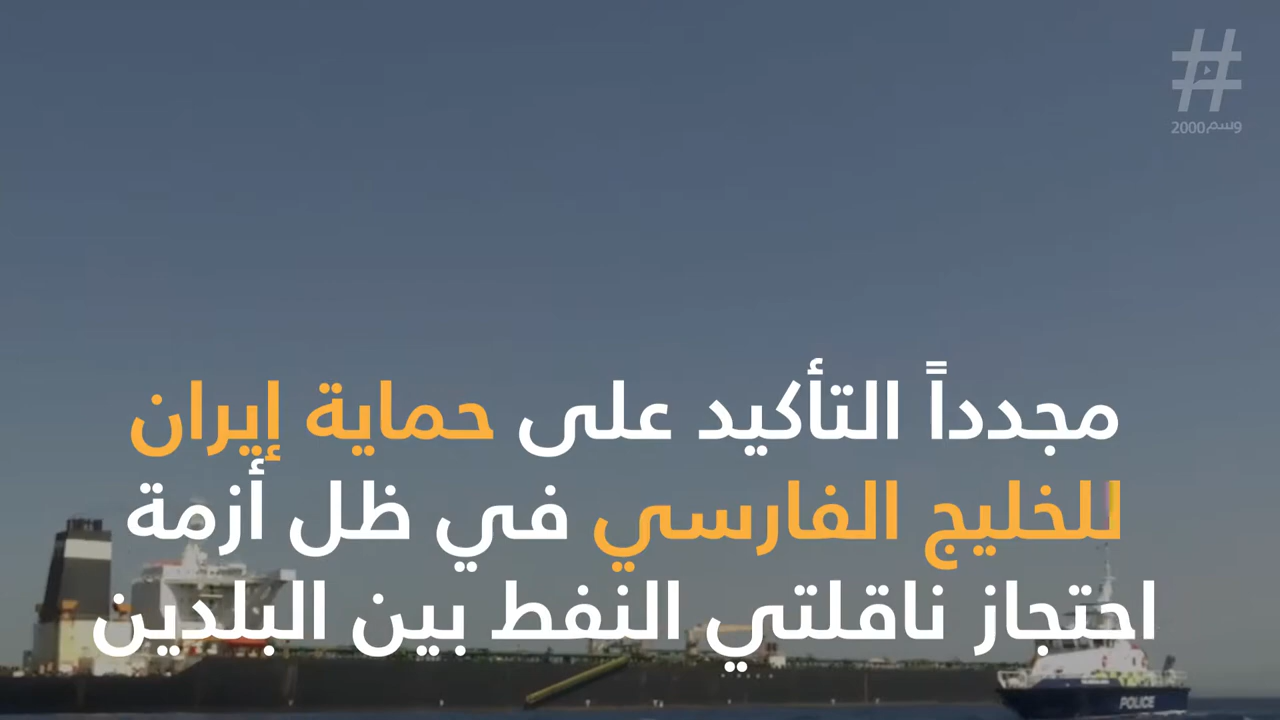 وسم2000
مجدداً التأكيد على حماية إيران
للخليج الفارسي في ظل أزمة
احتجاز ناقلتي النفط بين البلدين
POLICE